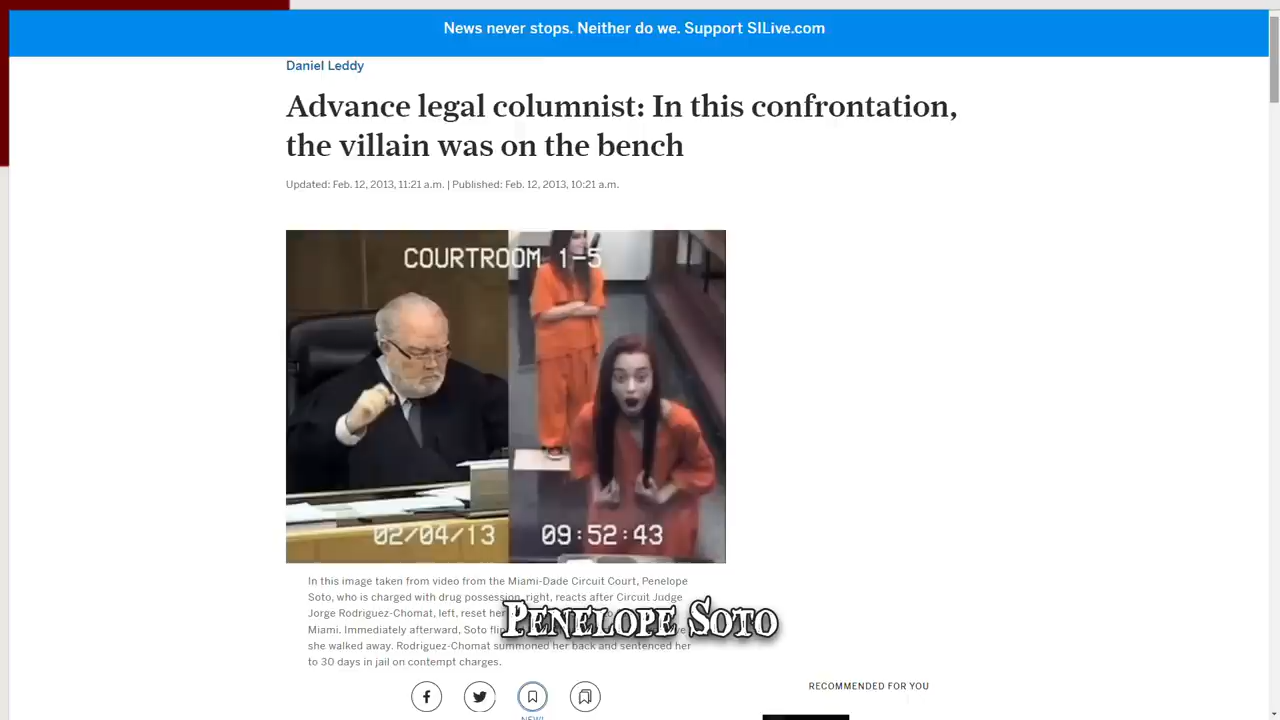 News never stops. Neither do we. Support SILive.com
Daniel Leddy
Advance legal columnist: In this confrontation,
the villain was on the bench
Updated: Feb. 12, 2013, 11:21 a.m. | Published: Feb. 12, 2013, 10:21 a.m.
COURTROOM 1-5
02/04/13 09:52:43
In this image taken from video from the Miami-Dade Circuit Court, Penelope
Soto, who is charged with drug possession, right, reacts after Circuit Judge
Jorge Rodriguez-Chomat, left, reset her
Miami. Immediately afterward, Soto
she walked away. Rodriguez-Chomat summoned her back and sentenced her
to 30 days in jail on contempt charges.
Penelope Soto
RECOMMENDED FOR YOU
NEW!